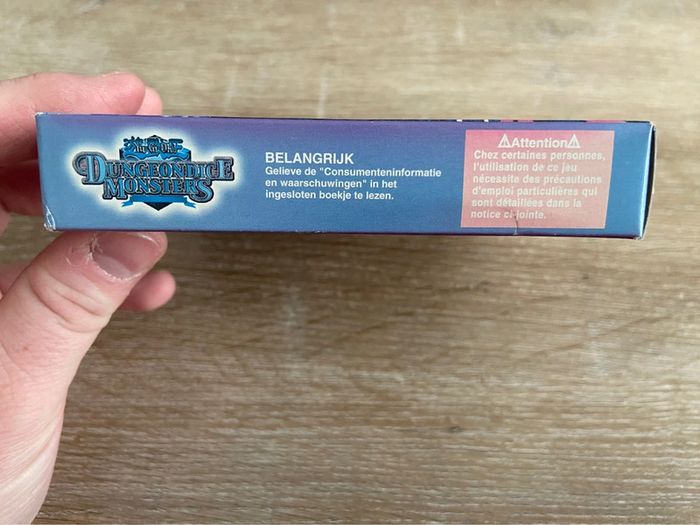 Yu-Gi-Oh!
DUNGEONDICE
MONSTERS
BELANGRIJK
Gelieve de "Consumenteninformatie
en waarschuwingen" in het
ingesloten boekje te lezen.
⚠Attention⚠
Chez certaines personnes,
l'utilisation de ce jeu
nécessite des précautions
d'emploi particulières qui
sont détaillées dans la
notice ci-jointe.